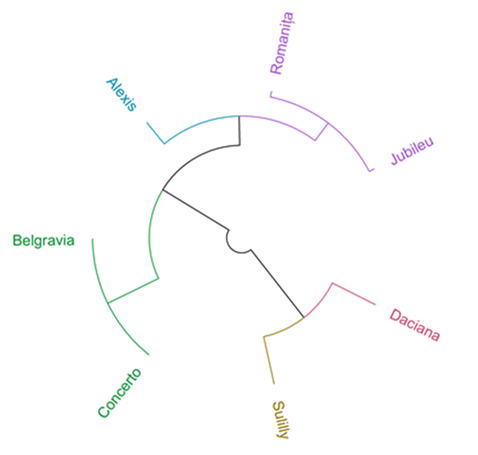 Romanița
Alexis
Jubileu
Belgravia
Daciana
Concerto
Sulilly